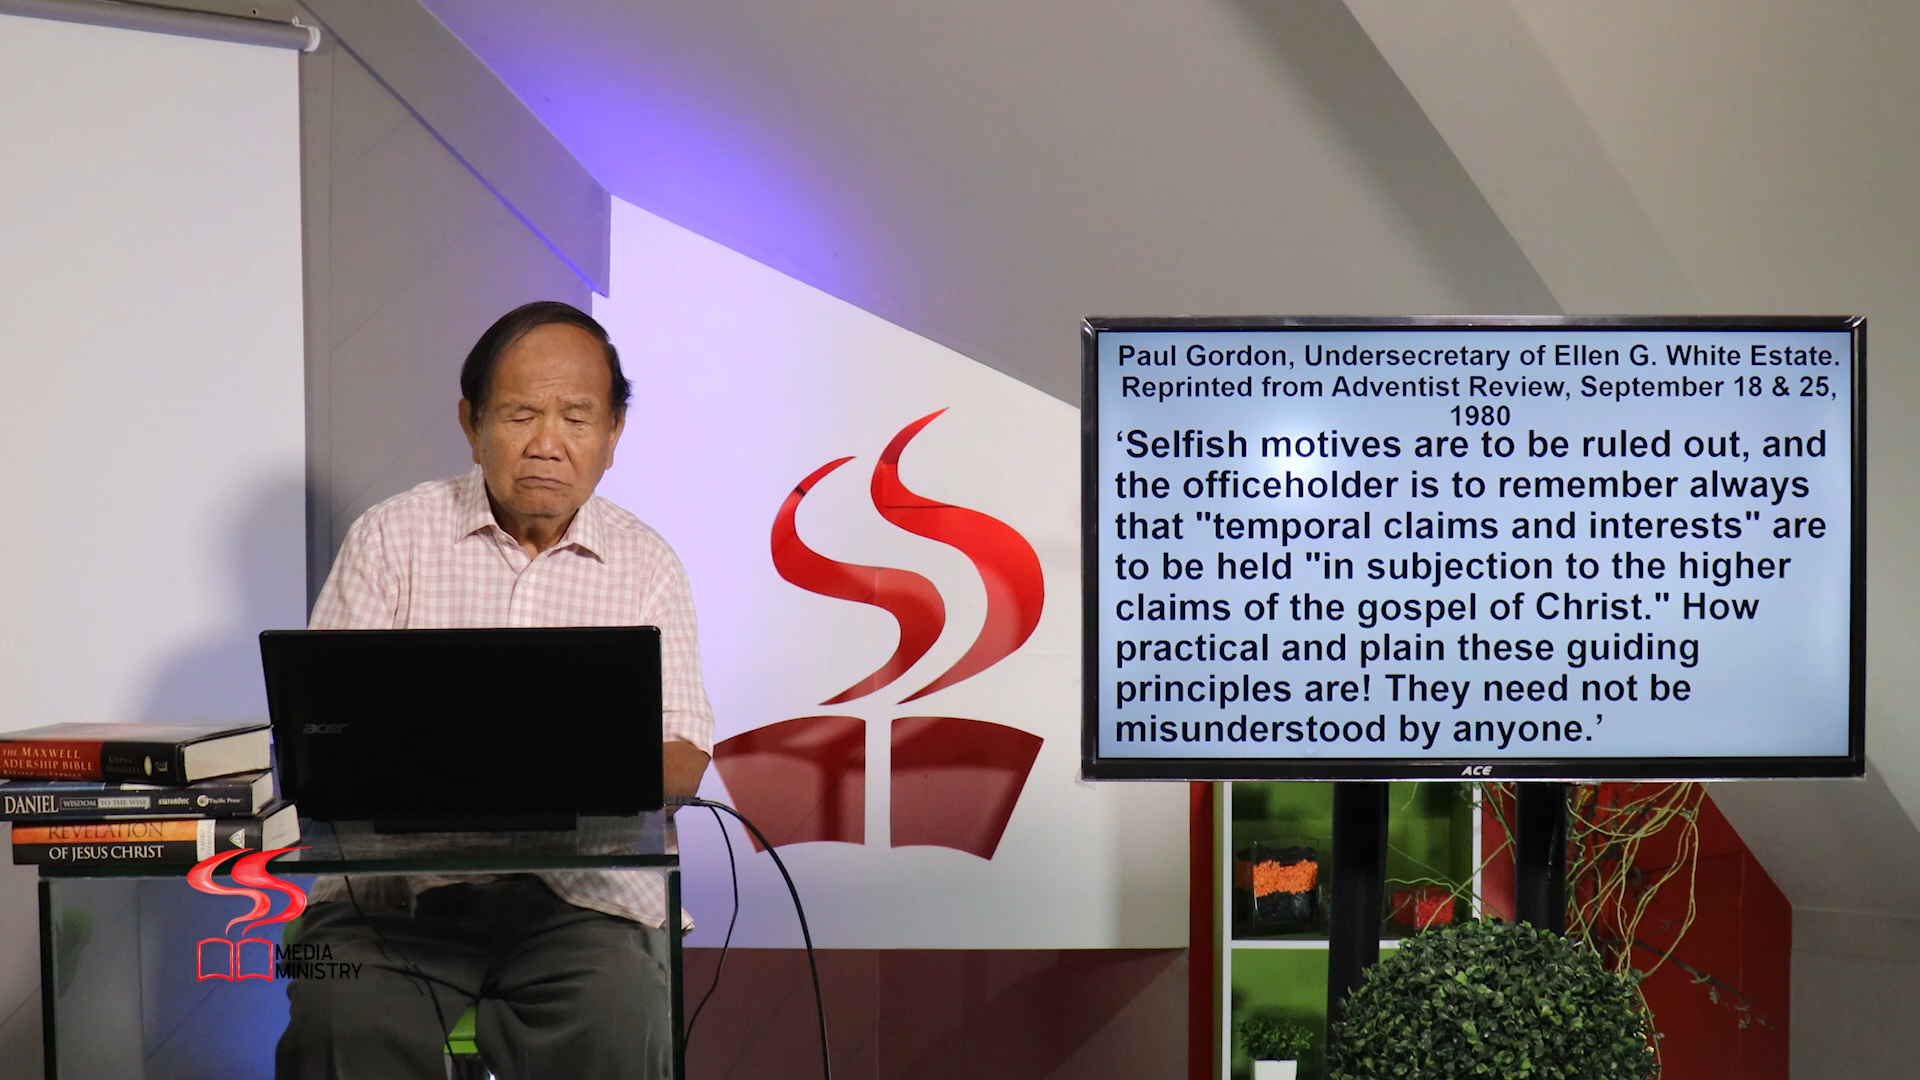 Paul Gordon, Undersecretary of Ellen G. White Estate.
Reprinted from Adventist Review, September 18 & 25,
1980
‘Selfish motives are to be ruled out, and
the officeholder is to remember always
that "temporal claims and interests" are
to be held "in subjection to the higher
claims of the gospel of Christ." How
practical and plain these guiding
principles are! They need not be
misunderstood by anyone.’
ACE
acer
THE MAXWELL
LEADERSHIP BIBLE
DANIEL WISDOM TO THE WISE STEFANOVIC Pacific Press
REVELATION
OF JESUS CHRIST
MEDIA
MINISTRY